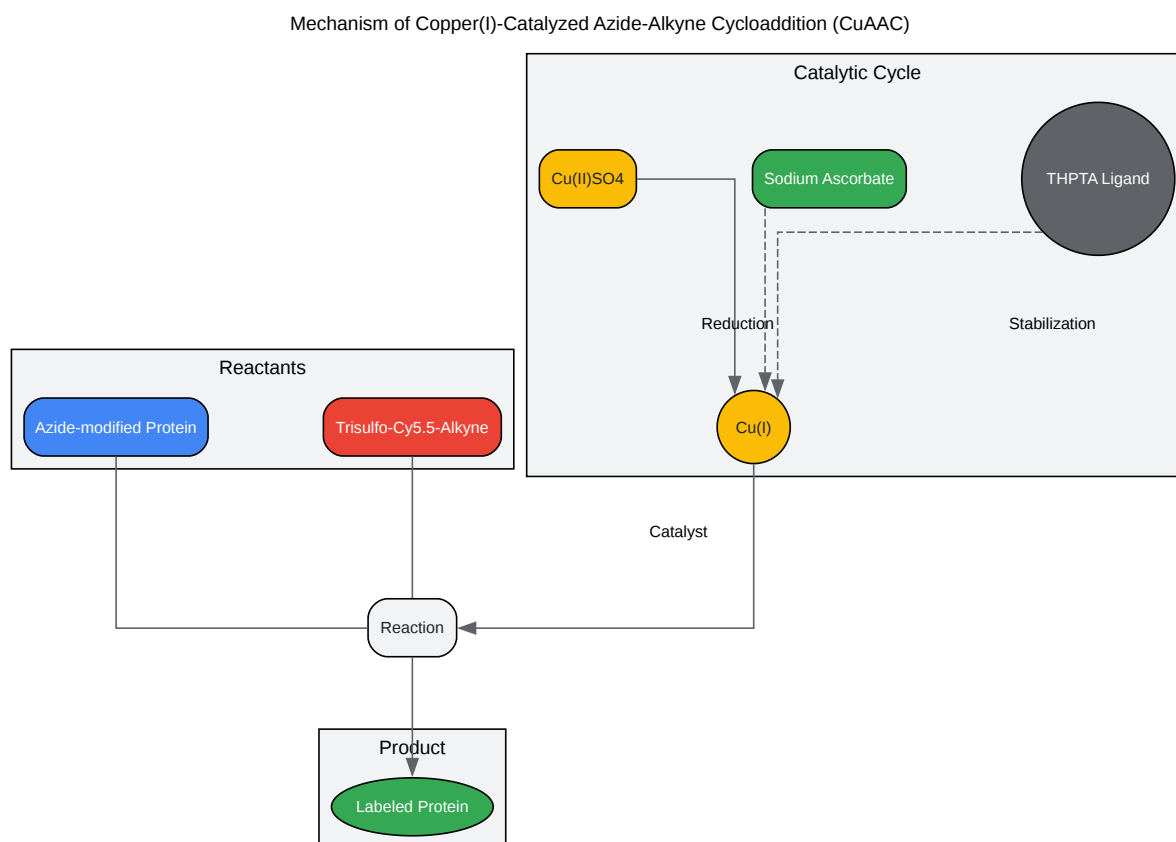 Mechanism of Copper(I)-Catalyzed Azide-Alkyne Cycloaddition (CuAAC)
Catalytic Cycle
Cu(II)SO4
Sodium Ascorbate
THPTA Ligand
Reduction
Stabilization
Reactants
Azide-modified Protein
Trisulfo-Cy5.5-Alkyne
Cu(I)
Catalyst
Reaction
Product
Labeled Protein